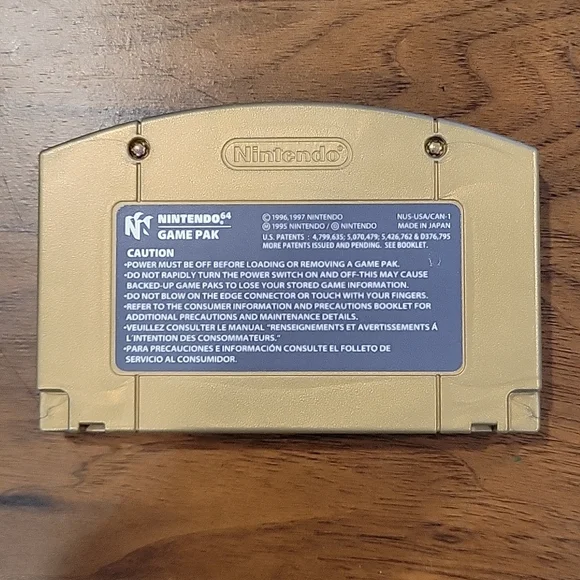 Nintendo®
NINTENDO64
GAME PAK
© 1996,1997 NINTENDO
Ⓜ 1995 NINTENDO / Ⓖ NINTENDO
NUS-USA/CAN-1
MADE IN JAPAN
U.S. PATENTS : 4,799,635; 5,070,479; 5,426,762 & D376,795
MORE PATENTS ISSUED AND PENDING. SEE BOOKLET.
CAUTION
•POWER MUST BE OFF BEFORE LOADING OR REMOVING A GAME PAK.
•DO NOT RAPIDLY TURN THE POWER SWITCH ON AND OFF-THIS MAY CAUSE
BACKED-UP GAME PAKS TO LOSE YOUR STORED GAME INFORMATION.
•DO NOT BLOW ON THE EDGE CONNECTOR OR TOUCH WITH YOUR FINGERS.
•REFER TO THE CONSUMER INFORMATION AND PRECAUTIONS BOOKLET FOR
ADDITIONAL PRECAUTIONS AND MAINTENANCE DETAILS.
•VEUILLEZ CONSULTER LE MANUAL "RENSEIGNEMENTS ET AVERTISSEMENTS Á
L'INTENTION DES CONSOMMATEURS."
•PARA PRECAUCIONES E INFORMACIÓN CONSULTE EL FOLLETO DE
SERVICIO AL CONSUMIDOR.